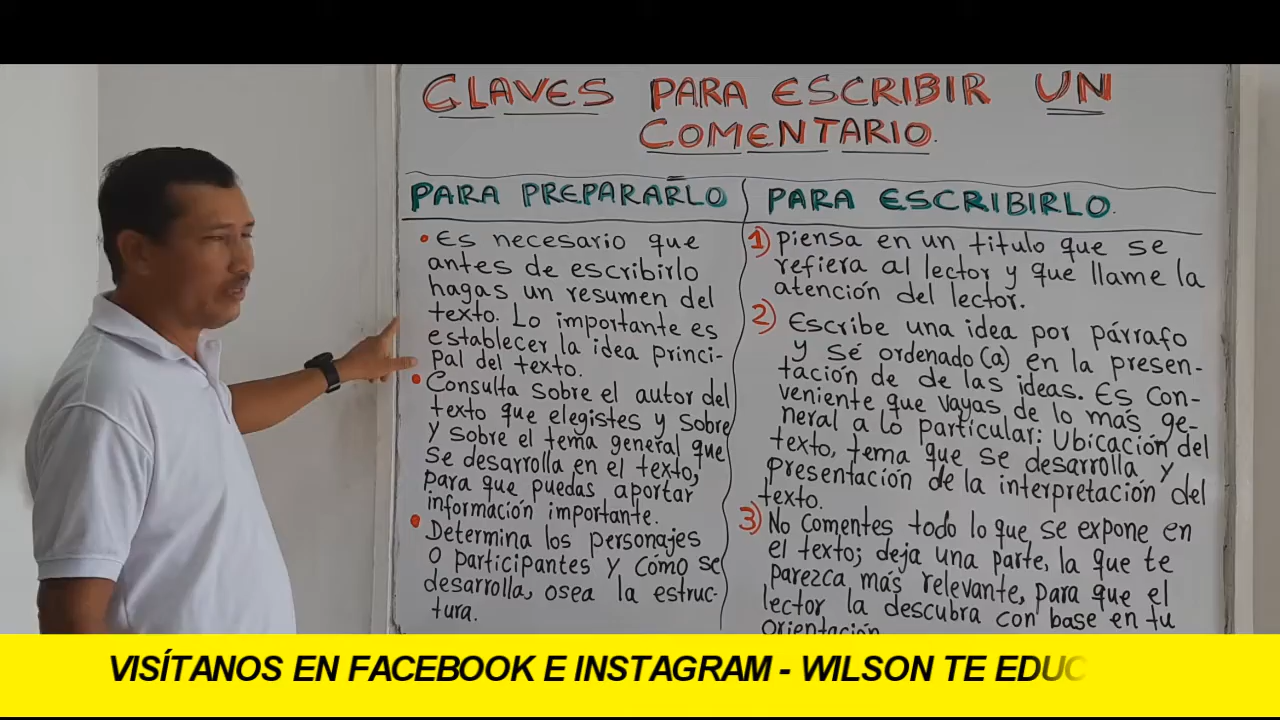 CLAVES PARA ESCRIBIR UN
COMENTARIO.
PARA PREPARARLO
• Es necesario que
antes de escribirlo
hagas un resumen del
texto. Lo importante es
establecer la idea princi-
pal del texto.
• Consulta sobre el autor del
texto que elegistes y sobre
y sobre el tema general que
se desarrolla en el texto,
para que puedas aportar
información importante.
• Determina los personajes
o participantes y cómo se
desarrolla, osea la estruc-
tura.
PARA ESCRIBIRLO.
1) piensa en un titulo que se
refiera al lector y que llame la
atención del lector.
2) Escribe una idea por párrafo
y sé ordenado(a) en la presen-
tación de de las ideas. Es con-
veniente que vayas de lo más ge-
neral a lo particular: Ubicación del
texto, tema que se desarrolla y
presentación de la interpretación del
texto.
3) No comentes todo lo que se expone en
el texto; deja una parte, la que te
parezca más relevante, para que el
lector la descubra con base en tu
orientación
VISÍTANOS EN FACEBOOK E INSTAGRAM - WILSON TE EDUC